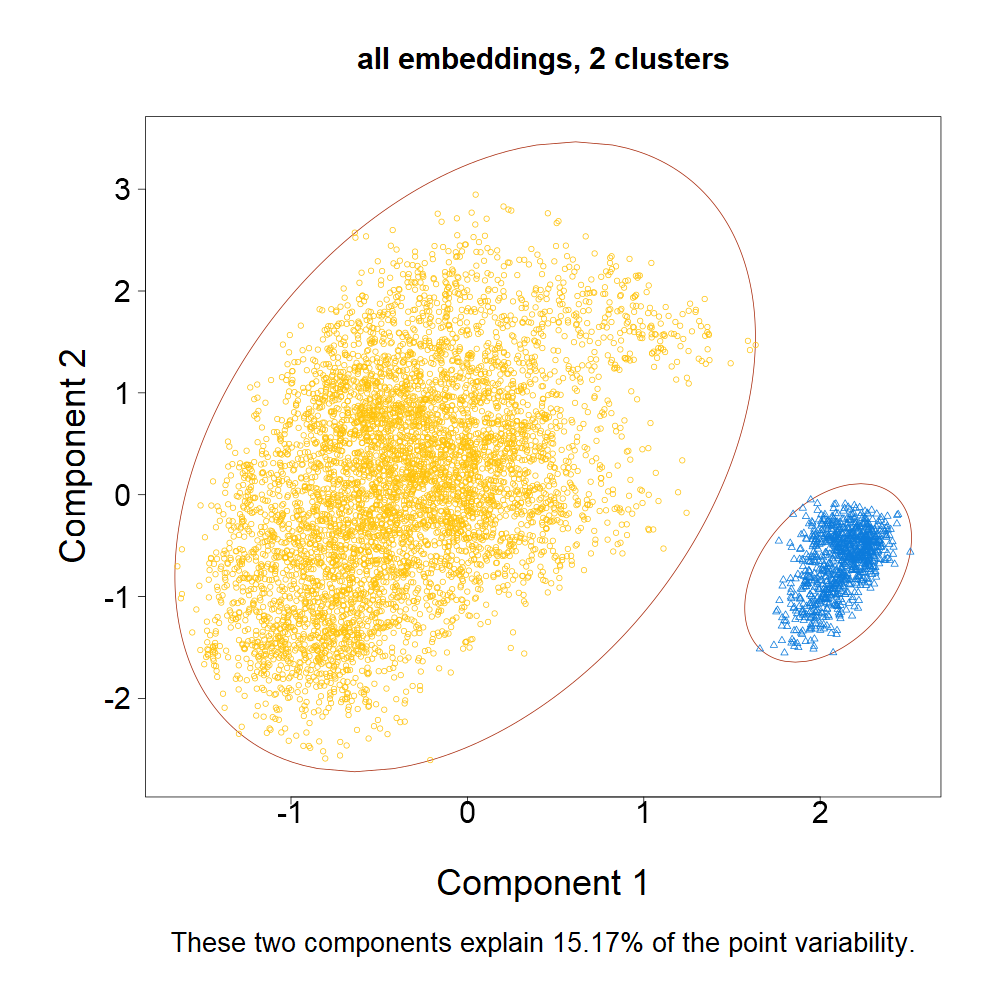 all embeddings, 2 clusters
3
2
1
0
-1
-2
Component 2
-1 0 1 2
Component 1
These two components explain 15.17% of the point variability.